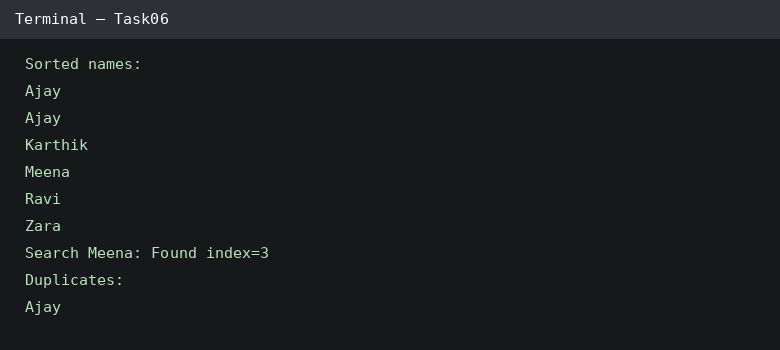 Terminal — Task06
Sorted names:
Ajay
Ajay
Karthik
Meena
Ravi
Zara
Search Meena: Found index=3
Duplicates:
Ajay